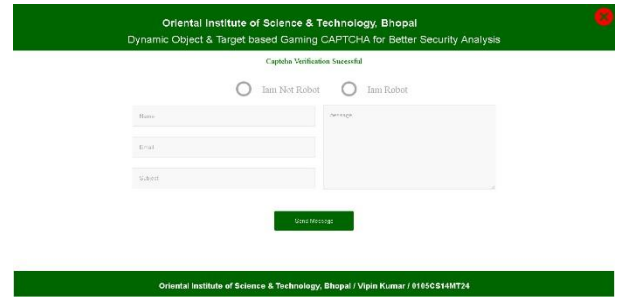 Oriental Institute of Science & Technology, Bhopal
Dynamic Object & Target based Gaming CAPTCHA for Better Security Analysis
Captcha Verification Sucessful
Iam Not Robot Iam Robot
Name
Message
Email
Subject
Send Message
Oriental Institute of Science & Technology, Bhopal / Vipin Kumar / 0105CS14MT24